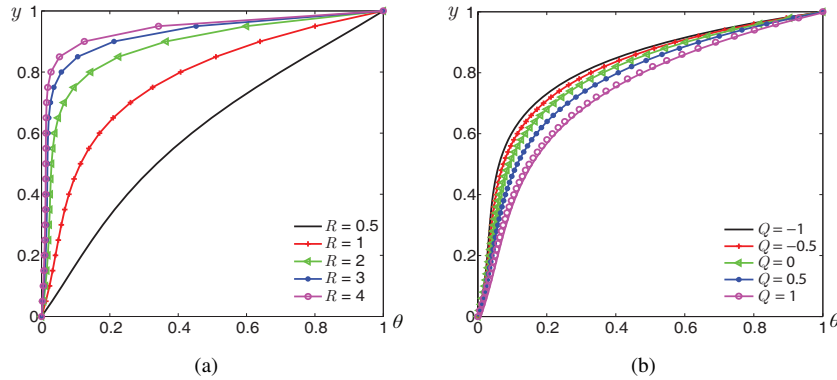 y
1
0.8
0.6
0.4
0.2
0
0 0.2 0.4 0.6 0.8 1 θ
R = 0.5
R = 1
R = 2
R = 3
R = 4
(a)
y
1
0.8
0.6
0.4
0.2
0
0 0.2 0.4 0.6 0.8 1 θ
Q = −1
Q = −0.5
Q = 0
Q = 0.5
Q = 1
(b)